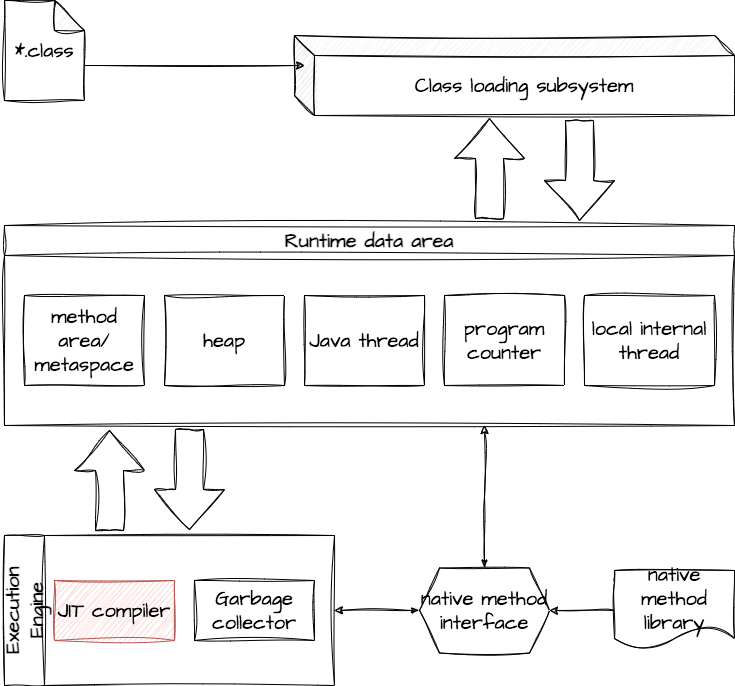 *.class
Class loading subsystem
Runtime data area
method
area/
metaspace
heap
Java thread
program
counter
local internal
thread
Execution
Engine
JIT compiler
Garbage
collector
native method
interface
native
method
library